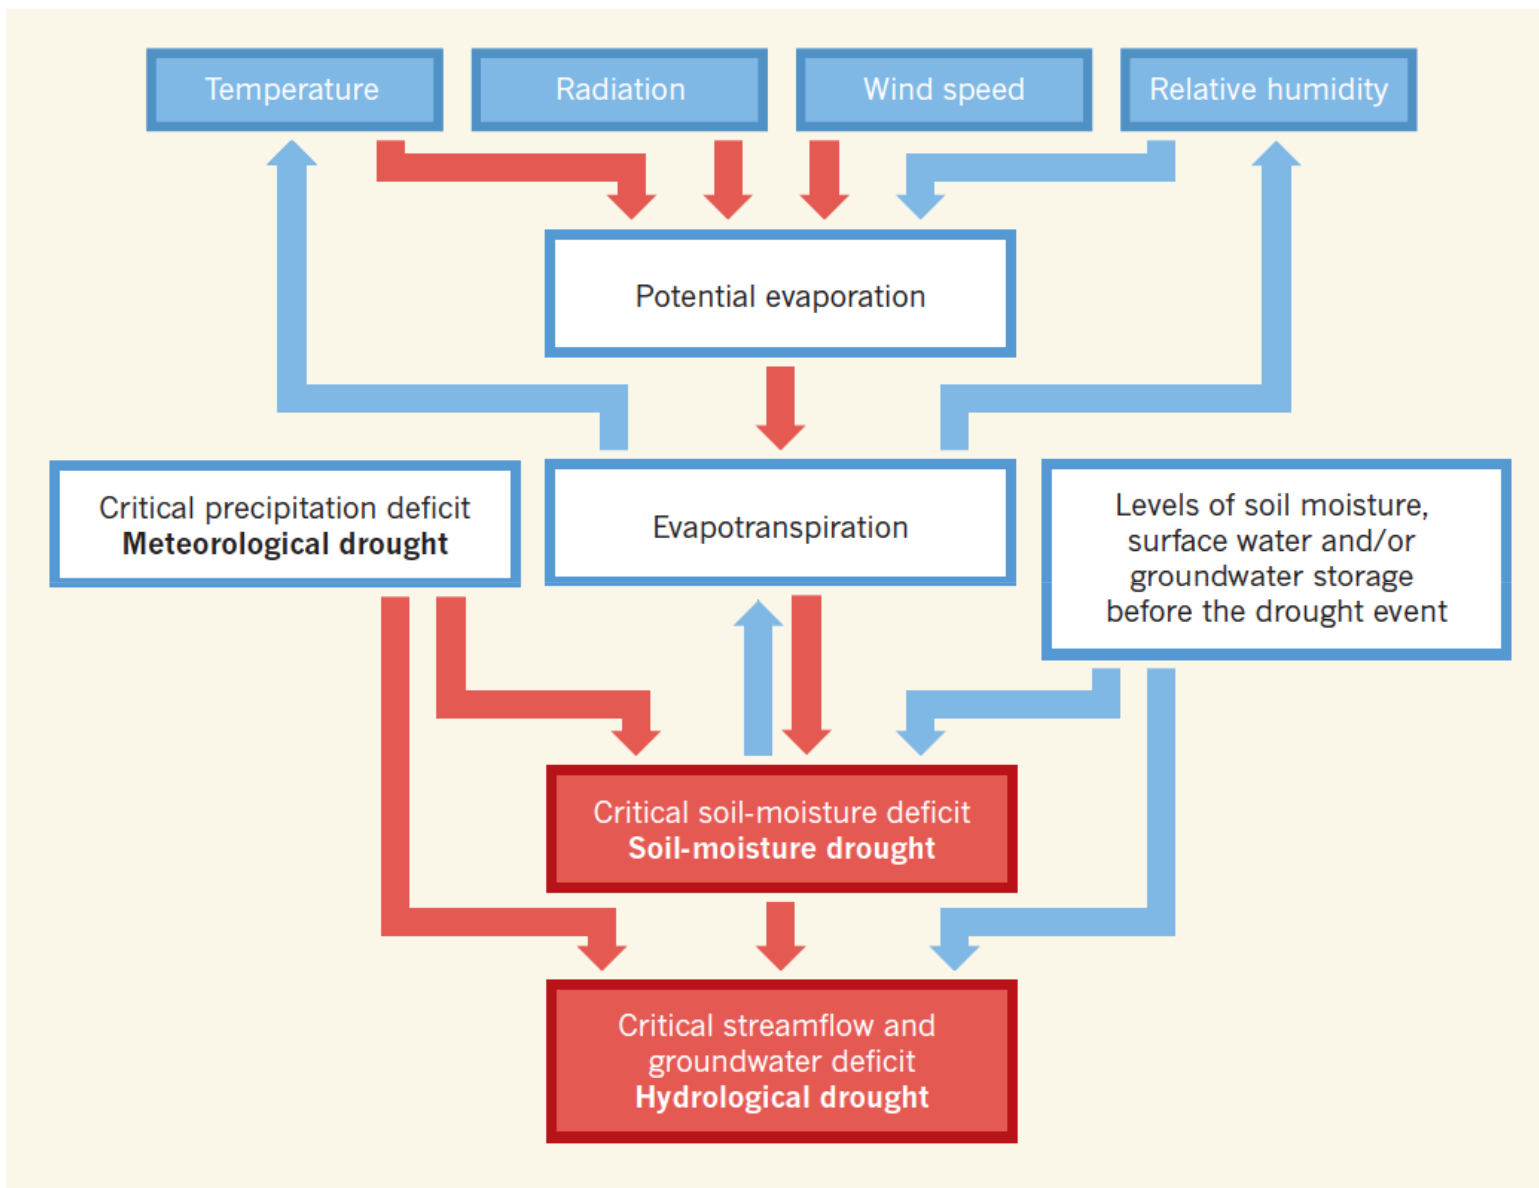 Temperature
Radiation
Wind speed
Relative humidity
Potential evaporation
Critical precipitation deficit
Meteorological drought
Evapotranspiration
Levels of soil moisture,
surface water and/or
groundwater storage
before the drought event
Critical soil-moisture deficit
Soil-moisture drought
Critical streamflow and
groundwater deficit
Hydrological drought